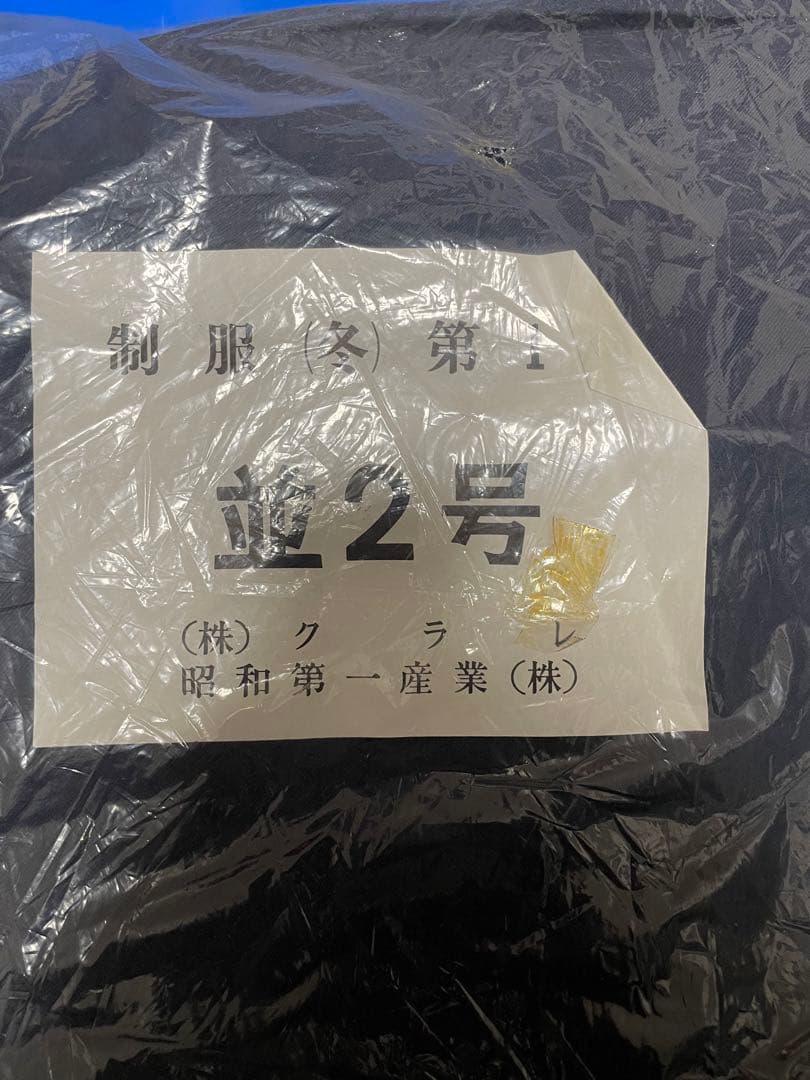 制服(冬)第1
並2号
(株)クラレ
昭和第一産業(株)